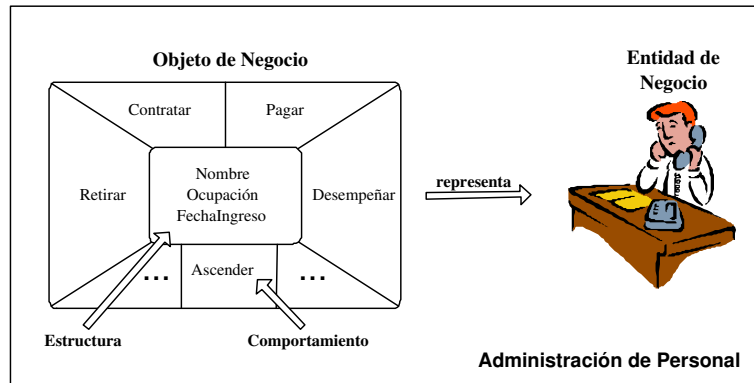 Objeto de Negocio
Entidad de
Negocio
Contratar
Pagar
Retirar
Nombre
Ocupación
FechaIngreso
Desempeñar
representa
...
Ascender
...
Estructura
Comportamiento
Administración de Personal